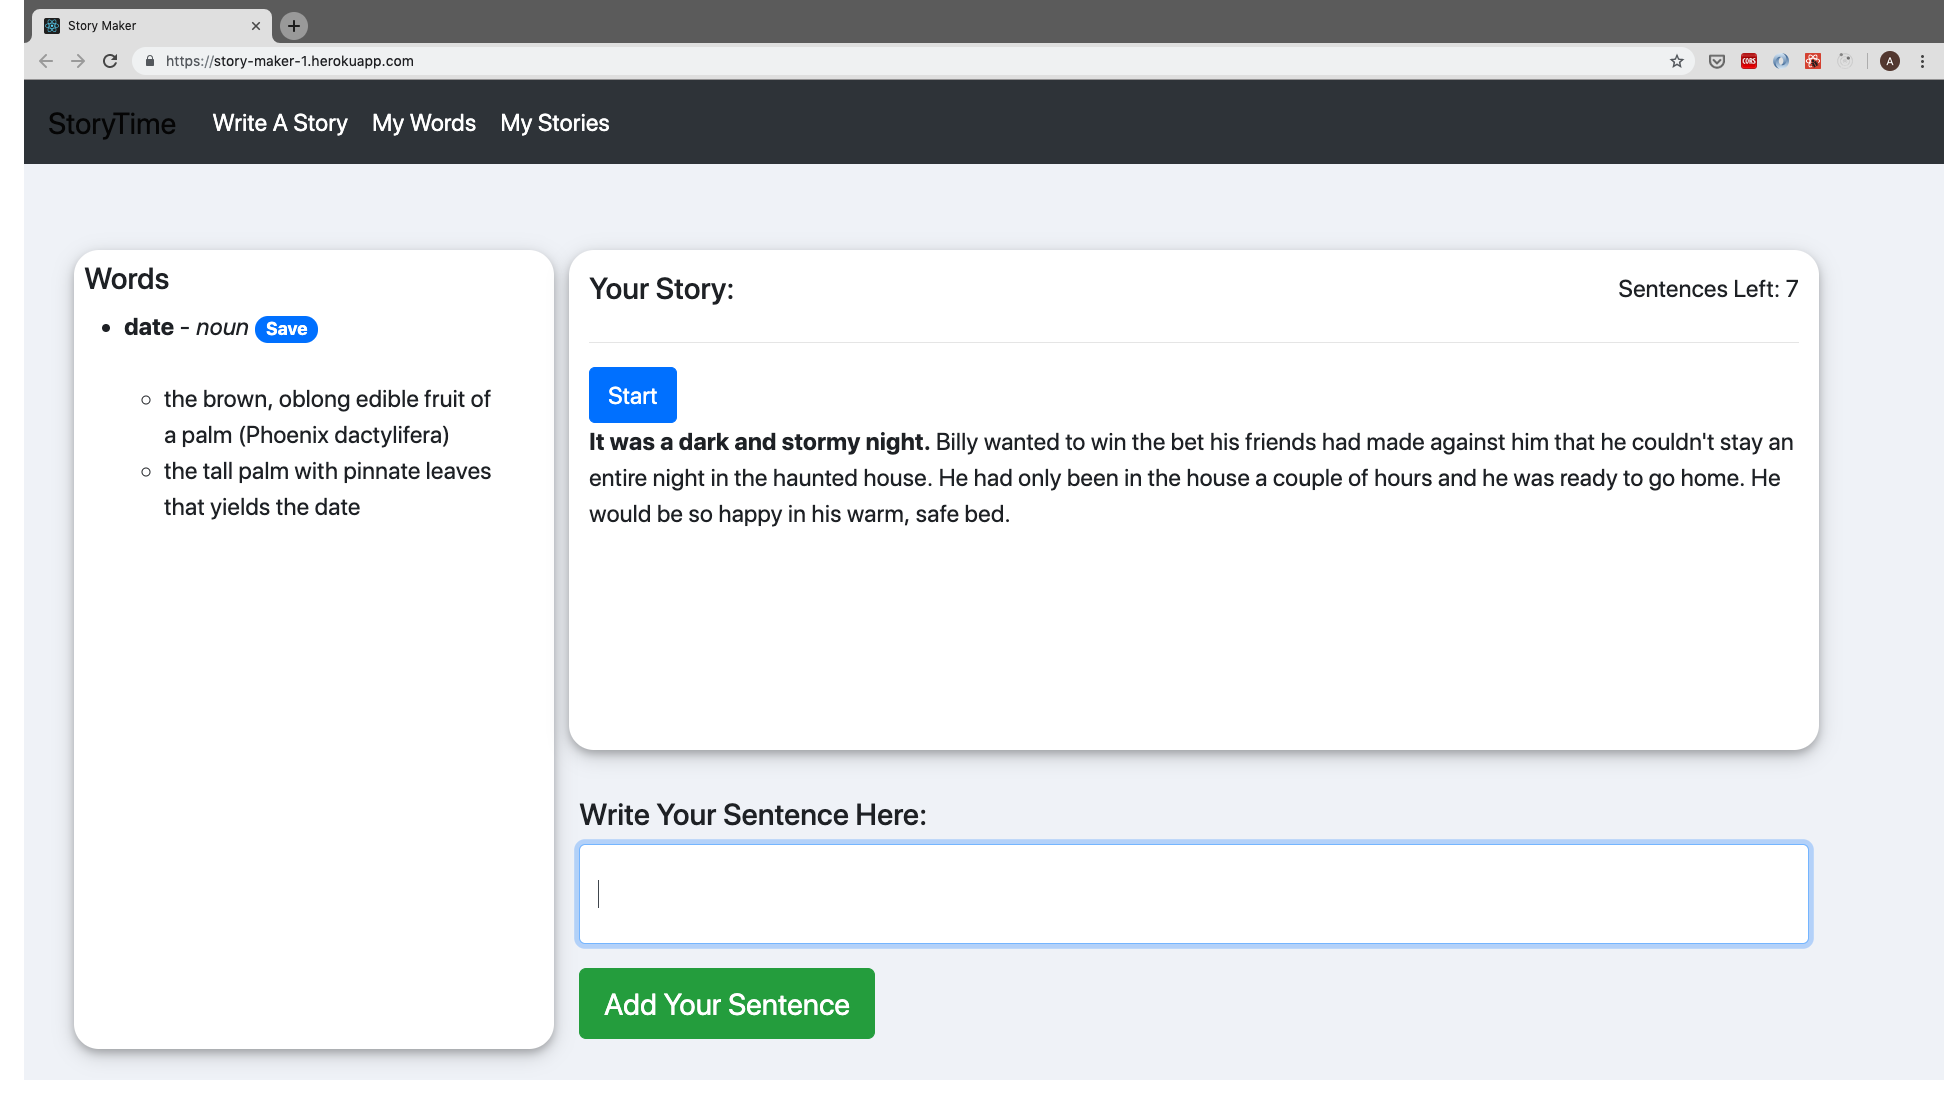 Story Maker
https://story-maker-1.herokuapp.com
CORS
A
StoryTime Write A Story My Words My Stories
Words
date - noun Save
the brown, oblong edible fruit of
a palm (Phoenix dactylifera)
the tall palm with pinnate leaves
that yields the date
Your Story:
Sentences Left: 7
Start
It was a dark and stormy night. Billy wanted to win the bet his friends had made against him that he couldn't stay an
entire night in the haunted house. He had only been in the house a couple of hours and he was ready to go home. He
would be so happy in his warm, safe bed.
Write Your Sentence Here:
Add Your Sentence